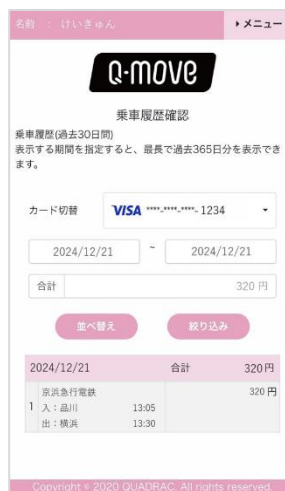 名前 : けいきゅん
メニュー
Q-move
乗車履歴確認
乗車履歴(過去30日間)
表示する期間を指定すると、最長で過去365日分を表示でき
ます。
カード切替 VISA ****-****-****- 1234
2024/12/21 ~ 2024/12/21
合計 320 円
並べ替え 絞り込み
2024/12/21 合計 320円
京浜急行電鉄 320 円
1 入：品川 13:05
出：横浜 13:30
Copyright © 2020 QUADRAC. All rights reserved.